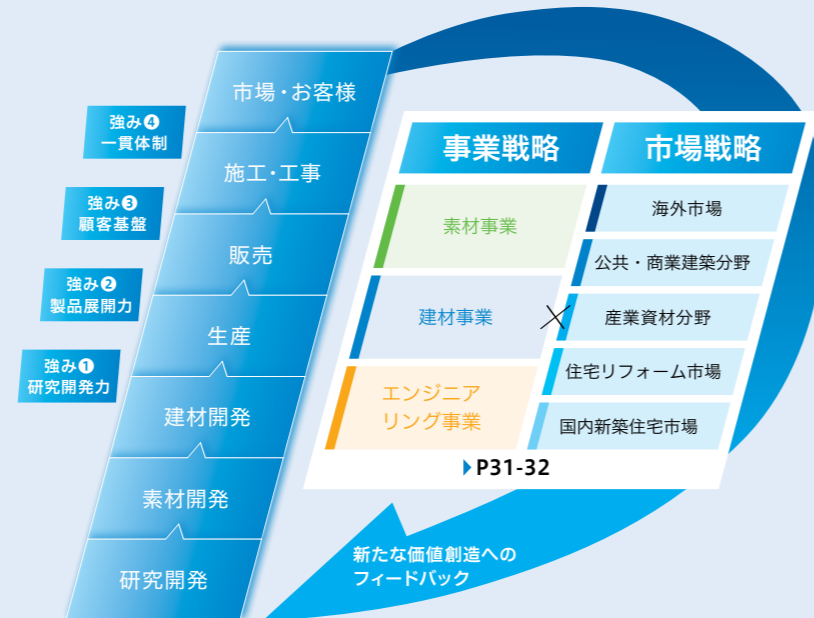 市場・お客様
施工・工事
販売
生産
建材開発
素材開発
研究開発
強み❹
一貫体制
強み❸
顧客基盤
強み❷
製品展開力
強み❶
研究開発力
事業戦略
素材事業
建材事業
エンジニア
リング事業
×
市場戦略
海外市場
公共・商業建築分野
産業資材分野
住宅リフォーム市場
国内新築住宅市場
P31-32
新たな価値創造への
フィードバック